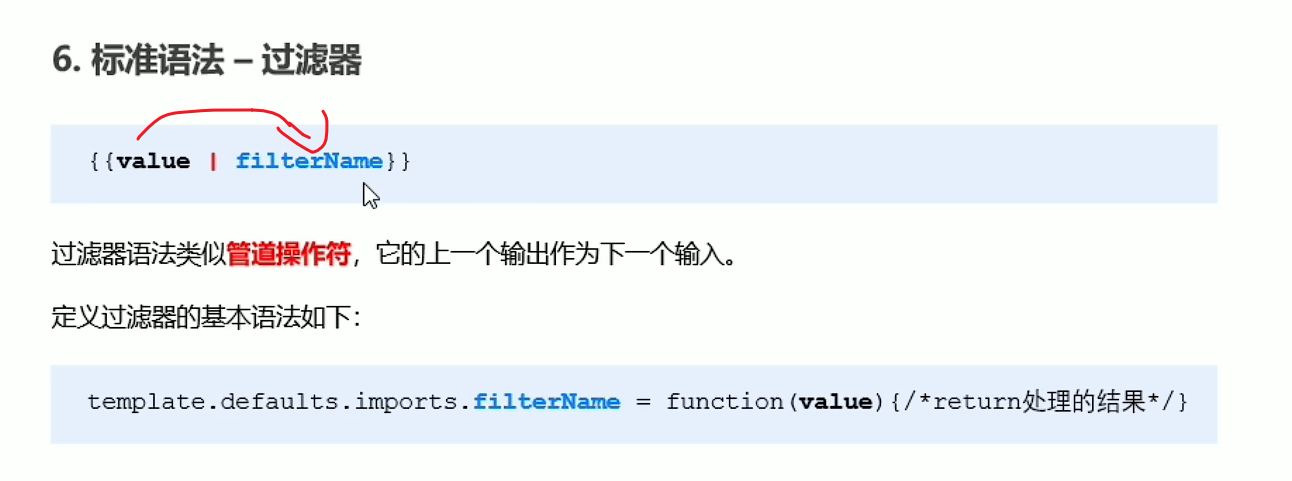 6. 标准语法 – 过滤器
{{value | filterName}}
过滤器语法类似管道操作符，它的上一个输出作为下一个输入。
定义过滤器的基本语法如下：
template.defaults.imports.filterName = function(value){/*return处理的结果*/}